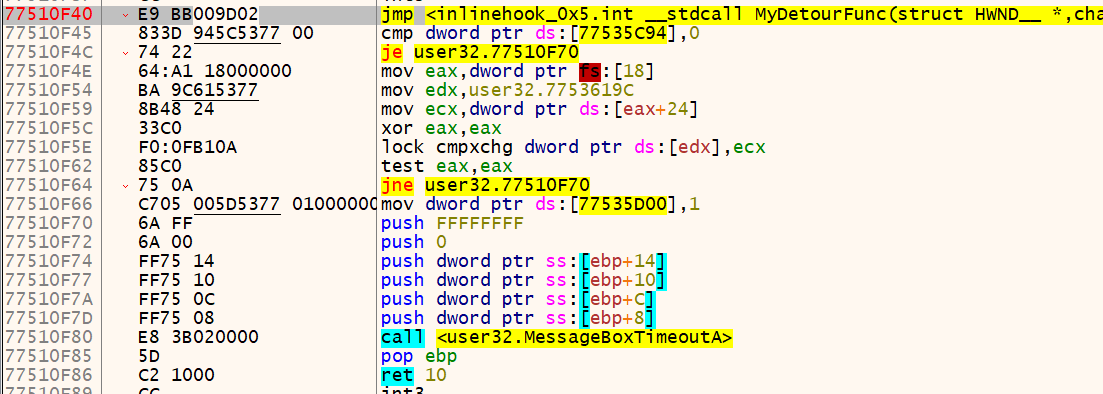 77510F40 E9 BB009D02 jmp <inlinehook_0x5.int __stdcall MyDetourFunc(struct HWND__ *,cha
77510F45 833D 945C5377 00 cmp dword ptr ds:[77535C94],0
77510F4C 74 22 je user32.77510F70
77510F4E 64:A1 18000000 mov eax,dword ptr fs:[18]
77510F54 BA 9C615377 mov edx,user32.7753619C
77510F59 8B48 24 mov ecx,dword ptr ds:[eax+24]
77510F5C 33C0 xor eax,eax
77510F5E F0:0FB10A lock cmpxchg dword ptr ds:[edx],ecx
77510F62 85C0 test eax,eax
77510F64 75 0A jne user32.77510F70
77510F66 C705 005D5377 01000000 mov dword ptr ds:[77535D00],1
77510F70 6A FF push FFFFFFFF
77510F72 6A 00 push 0
77510F74 FF75 14 push dword ptr ss:[ebp+14]
77510F77 FF75 10 push dword ptr ss:[ebp+10]
77510F7A FF75 0C push dword ptr ss:[ebp+C]
77510F7D FF75 08 push dword ptr ss:[ebp+8]
77510F80 E8 3B020000 call <user32.MessageBoxTimeoutA>
77510F85 5D pop ebp
77510F86 C2 1000 ret 10
77510F89 CC int3